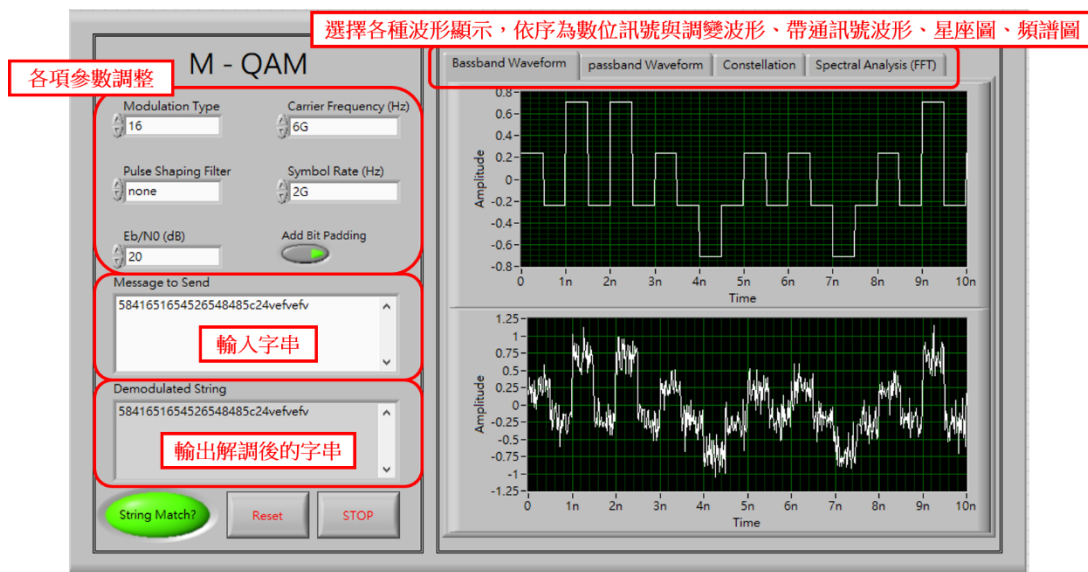 選擇各種波形顯示，依序為數位訊號與調變波形、帶通訊號波形、星座圖、頻譜圖
M - QAM
各項參數調整
Modulation Type
16
Carrier Frequency (Hz)
6G
Pulse Shaping Filter
none
Symbol Rate (Hz)
2G
Eb/N0 (dB)
20
Add Bit Padding
Message to Send
5841651654526548485c24vefvefv
輸入字串
Demodulated String
5841651654526548485c24vefvefv
輸出解調後的字串
String Match?
Reset
STOP
Bassband Waveform
passband Waveform
Constellation
Spectral Analysis (FFT)
Amplitude
0.8
0.6
0.4
0.2
0
-0.2
-0.4
-0.6
-0.8
0 1n 2n 3n 4n 5n 6n 7n 8n 9n 10n
Time
Amplitude
1.25
1
0.75
0.5
0.25
0
-0.25
-0.5
-0.75
-1
-1.25
0 1n 2n 3n 4n 5n 6n 7n 8n 9n 10n
Time